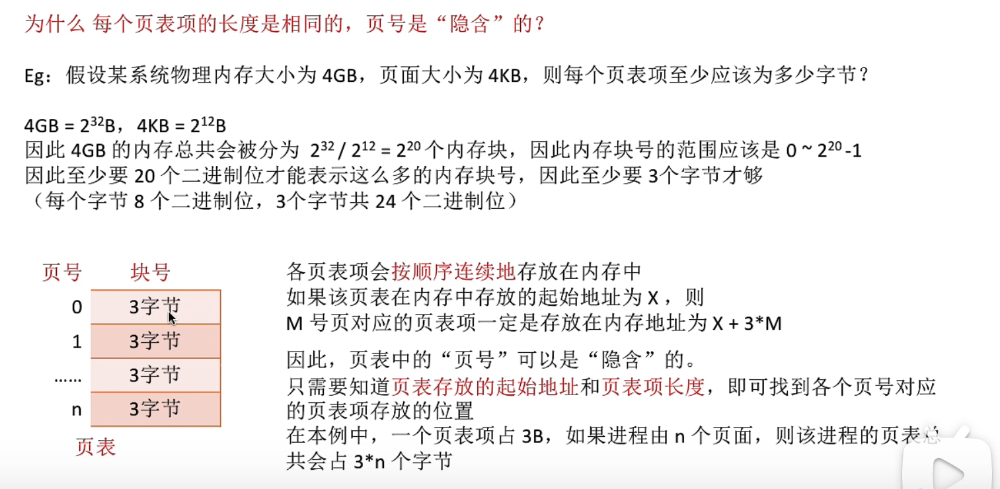 为什么 每个页表项的长度是相同的，页号是“隐含”的？
Eg：假设某系统物理内存大小为 4GB，页面大小为 4KB，则每个页表项至少应该为多少字节？
4GB = 2³²B，4KB = 2¹²B
因此 4GB 的内存总共会被分为 2³² / 2¹² = 2²⁰ 个内存块，因此内存块号的范围应该是 0 ~ 2²⁰ -1
因此至少要 20 个二进制位才能表示这么多的内存块号，因此至少要 3个字节才够
（每个字节 8 个二进制位，3个字节共 24 个二进制位）
页号 块号
0 3字节
1 3字节
...... 3字节
n 3字节
页表
各页表项会按顺序连续地存放在内存中
如果该页表在内存中存放的起始地址为 X ，则
M 号页对应的页表项一定是存放在内存地址为 X + 3*M
因此，页表中的“页号”可以是“隐含”的。
只需要知道页表存放的起始地址和页表项长度，即可找到各个页号对应
的页表项存放的位置
在本例中，一个页表项占 3B，如果进程由 n 个页面，则该进程的页表总
共会占 3*n 个字节